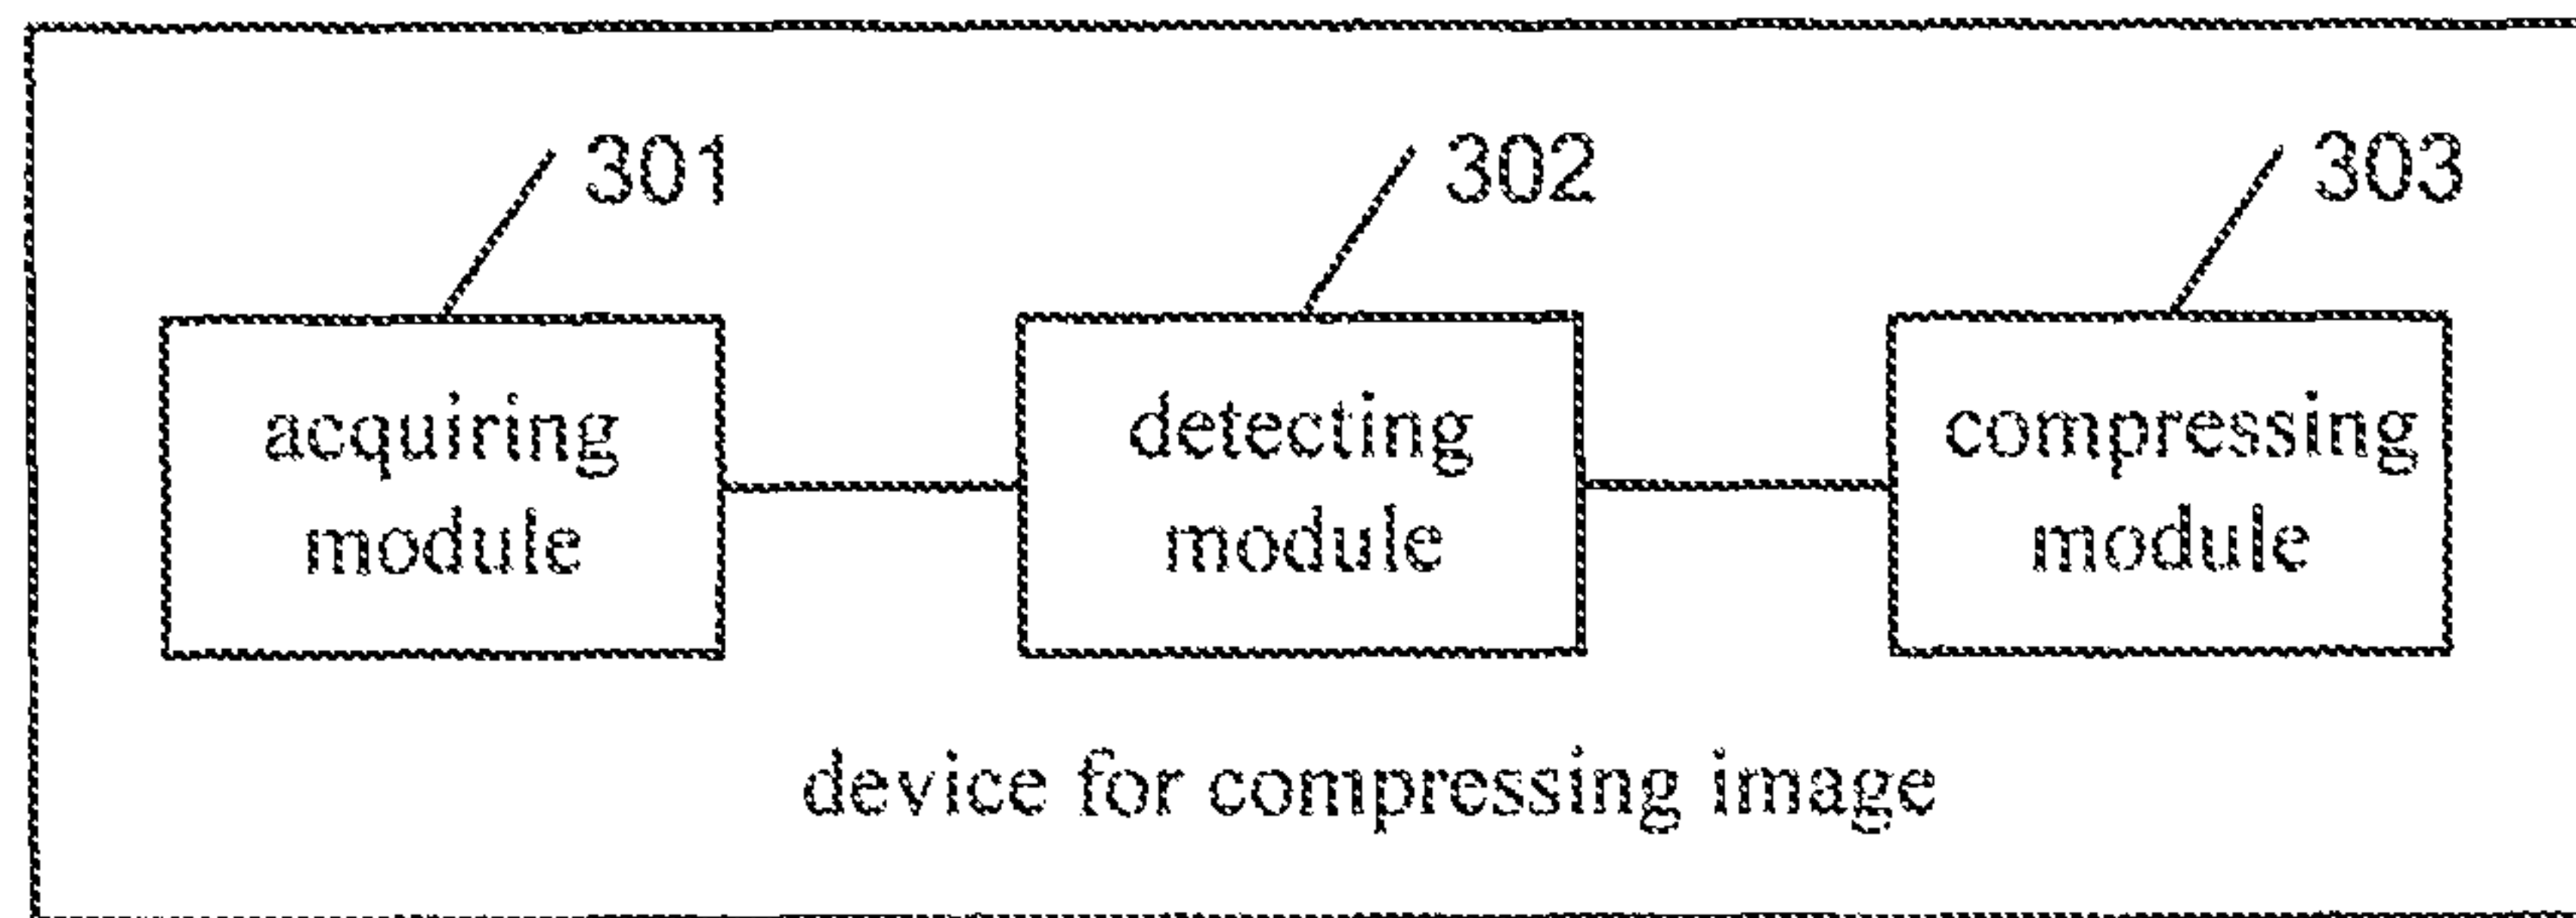 301 302 303
acquiring module
detecting module
compressing module
device for compressing image